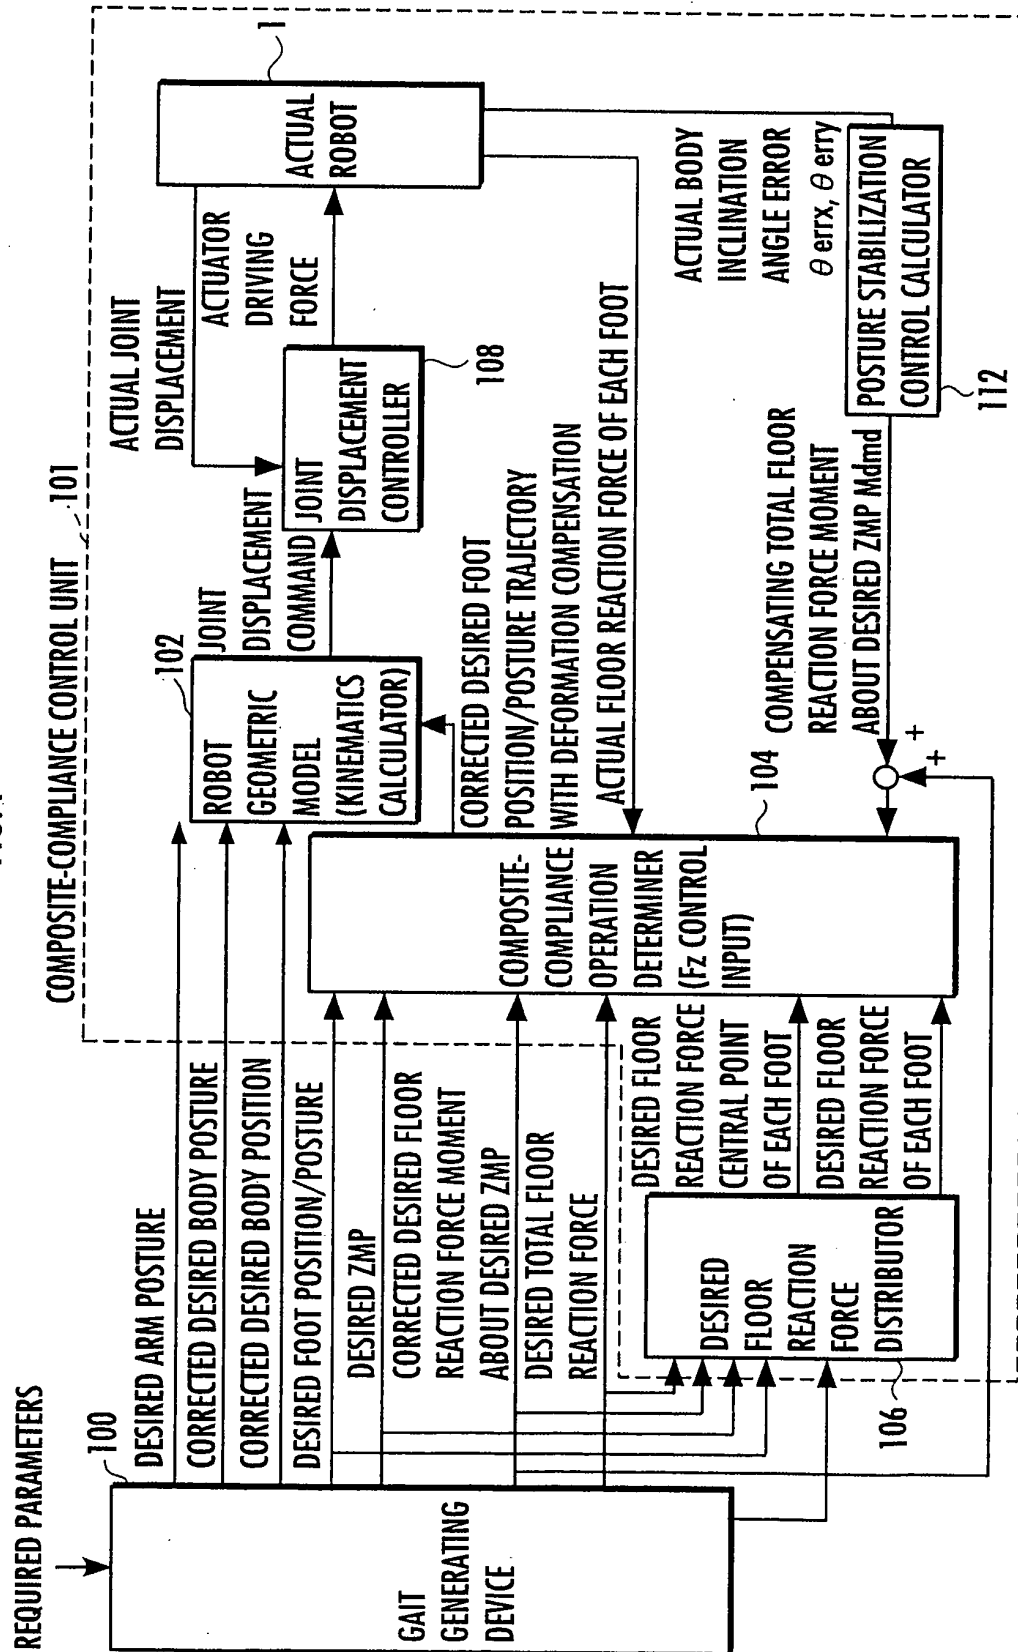 REQUIRED PARAMETERS
100
GAIT
GENERATING
DEVICE
DESIRED ARM POSTURE
CORRECTED DESIRED BODY POSTURE
CORRECTED DESIRED BODY POSITION
DESIRED FOOT POSITION/POSTURE
DESIRED ZMP
CORRECTED DESIRED FLOOR
REACTION FORCE MOMENT
ABOUT DESIRED ZMP
DESIRED TOTAL FLOOR
REACTION FORCE
106
DESIRED
FLOOR
REACTION
FORCE
DISTRIBUTOR
DESIRED FLOOR
REACTION FORCE
CENTRAL POINT
OF EACH FOOT
DESIRED FLOOR
REACTION FORCE
OF EACH FOOT
COMPOSITE-COMPLIANCE CONTROL UNIT
101
102
ROBOT
GEOMETRIC
MODEL
(KINEMATICS
CALCULATOR)
104
COMPOSITE-
COMPLIANCE
OPERATION
DETERMINER
(Fz CONTROL
INPUT)
JOINT
DISPLACEMENT
COMMAND
CORRECTED DESIRED FOOT
POSITION/POSTURE TRAJECTORY
WITH DEFORMATION COMPENSATION
ACTUAL FLOOR REACTION FORCE OF EACH FOOT
JOINT
DISPLACEMENT
CONTROLLER
108
ACTUAL JOINT
DISPLACEMENT
ACTUATOR
DRIVING
FORCE
ACTUAL
ROBOT
1
ACTUAL BODY
INCLINATION
ANGLE ERROR
θ errx, θ erry
POSTURE STABILIZATION
CONTROL CALCULATOR
112
COMPENSATING TOTAL FLOOR
REACTION FORCE MOMENT
ABOUT DESIRED ZMP Mdmd
+
+